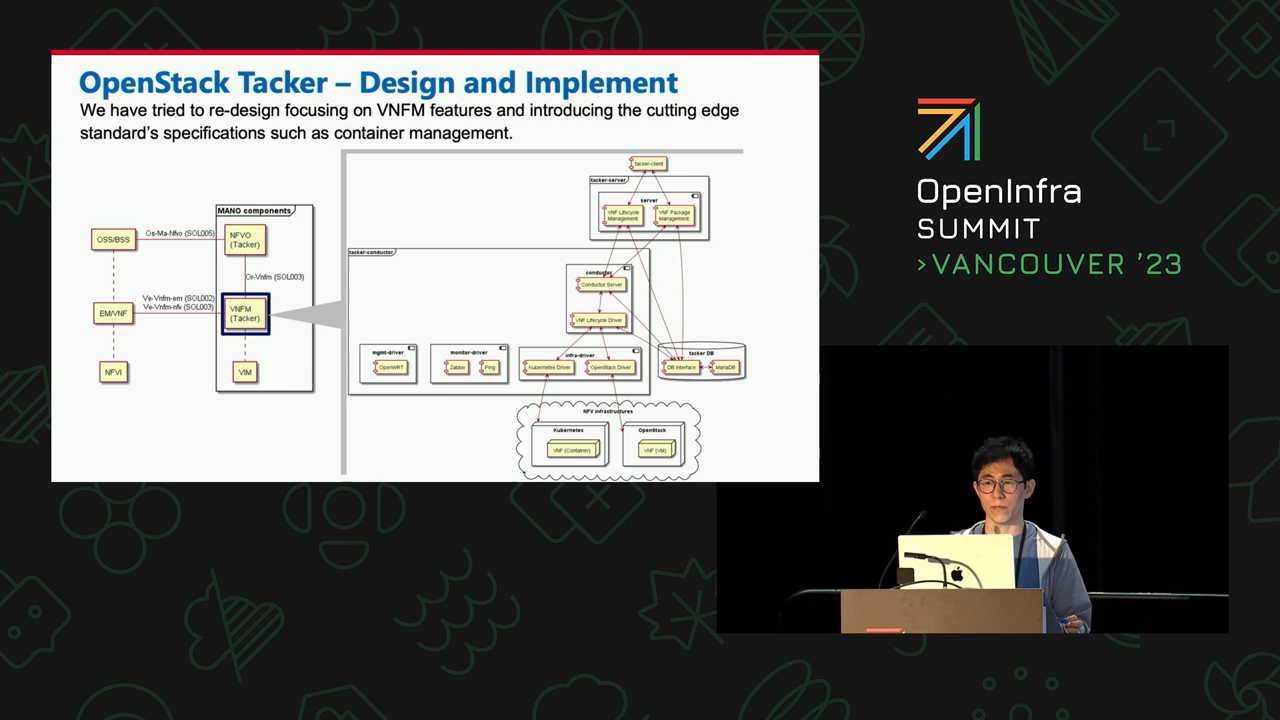 OpenStack Tacker – Design and Implement
We have tried to re-design focusing on VNFM features and introducing the cutting edge
standard's specifications such as container management.
MANO components
OSS/BSS
Os-Ma-Nfvo (SOL005)
NFVO
(Tacker)
Or-Vnfm (SOL003)
EM/VNF
Ve-Vnfm-em (SOL002)
Ve-Vnfm-nfv (SOL003)
VNFM
(Tacker)
NFVI
VIM
tacker-client
tacker-server
server
VNF Lifecycle
Management
VNF Package
Management
tacker-conductor
conductor
Conductor Server
VNF Lifecycle Driver
mgmt-driver
OpenWRT
monitor-driver
Zabbix
Ping
infra-driver
Kubernetes Driver
OpenStack Driver
tacker DB
DB Interface
MariaDB
NFV infrastructures
Kubernetes
VNF (Container)
OpenStack
VNF (VM)
OpenInfra
SUMMIT
>VANCOUVER '23